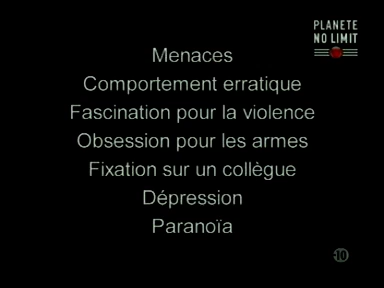 PLANETE
NO LIMIT
Menaces
Comportement erratique
Fascination pour la violence
Obsession pour les armes
Fixation sur un collègue
Dépression
Paranoïa
-10